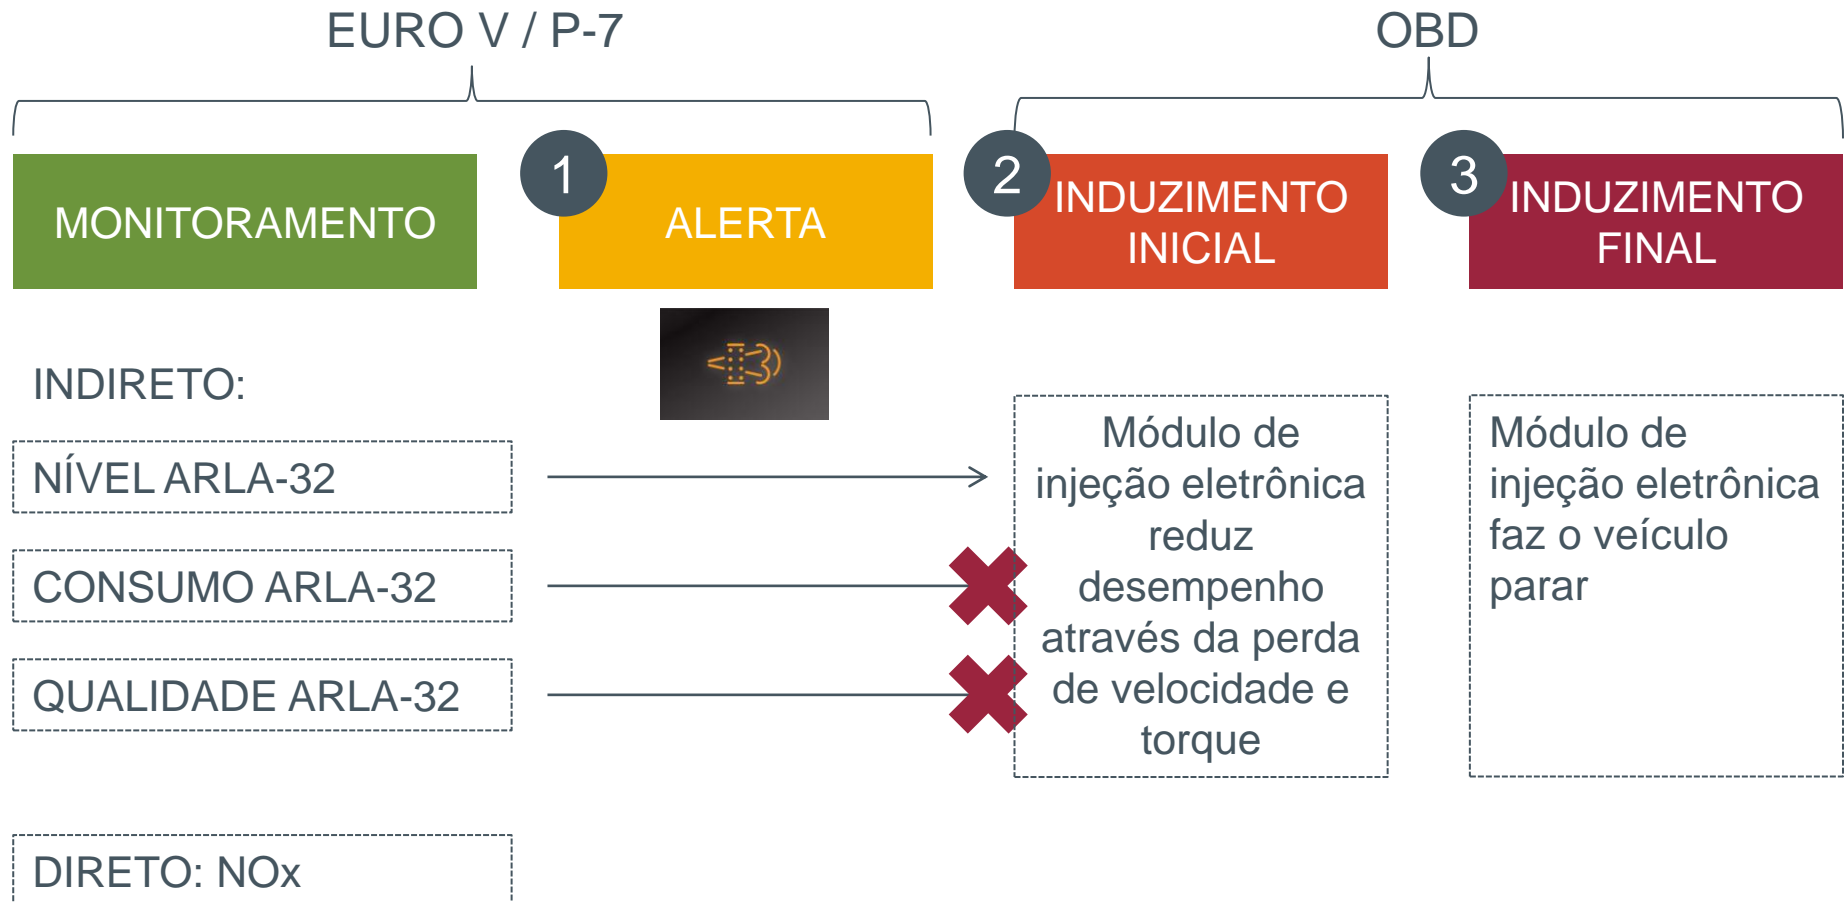 EURO V / P-7
OBD
MONITORAMENTO
1
ALERTA
2
INDUZIMENTO
INICIAL
3
INDUZIMENTO
FINAL
INDIRETO:
NÍVEL ARLA-32
CONSUMO ARLA-32
QUALIDADE ARLA-32
DIRETO: NOx
Módulo de
injeção eletrônica
reduz
desempenho
através da perda
de velocidade e
torque
Módulo de
injeção eletrônica
faz o veículo
parar